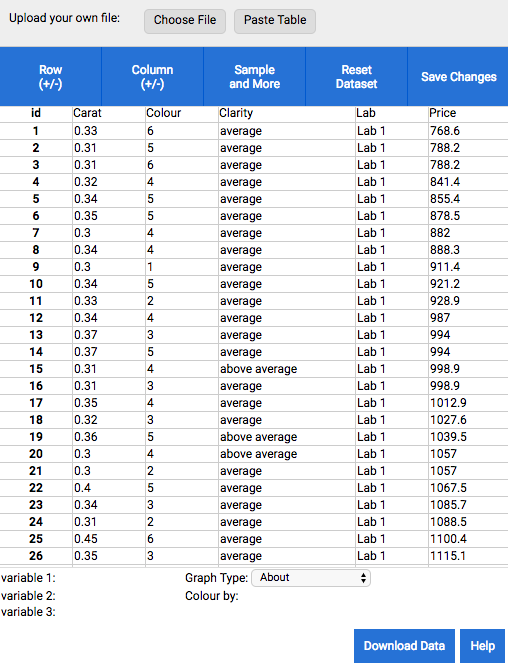 Upload your own file: Choose File Paste Table
Row (+/-) Column (+/-) Sample and More Reset Dataset Save Changes
id Carat Colour Clarity Lab Price
1 0.33 6 average Lab 1 768.6
2 0.31 5 average Lab 1 788.2
3 0.31 6 average Lab 1 788.2
4 0.32 4 average Lab 1 841.4
5 0.34 5 average Lab 1 855.4
6 0.35 5 average Lab 1 878.5
7 0.3 4 average Lab 1 882
8 0.34 4 average Lab 1 888.3
9 0.3 1 average Lab 1 911.4
10 0.34 5 average Lab 1 921.2
11 0.33 2 average Lab 1 928.9
12 0.34 4 average Lab 1 987
13 0.37 3 average Lab 1 994
14 0.37 5 average Lab 1 994
15 0.31 4 above average Lab 1 998.9
16 0.31 3 average Lab 1 998.9
17 0.35 4 average Lab 1 1012.9
18 0.32 3 average Lab 1 1027.6
19 0.36 5 above average Lab 1 1039.5
20 0.3 4 above average Lab 1 1057
21 0.3 2 average Lab 1 1057
22 0.4 5 average Lab 1 1067.5
23 0.34 3 average Lab 1 1085.7
24 0.31 2 average Lab 1 1088.5
25 0.45 6 average Lab 1 1100.4
26 0.35 3 average Lab 1 1115.1
variable 1: Graph Type: About
variable 2: Colour by:
variable 3:
Download Data Help